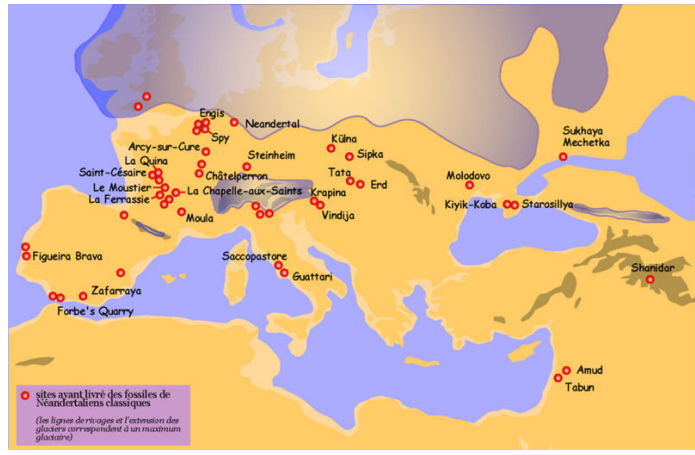 Engis
Neandertal
Spy
Sukhaya
Mechetka
Arcy-sur-Cure
Külna
Sipka
La Quina
Steinheim
Saint-Césaire
Châtelperron
Tata
Erd
Molodovo
Le Moustier
La Chapelle-aux-Saints
Krapina
La Ferrassie
Kiyik-Koba
Starosillya
Moula
Vindija
Figueira Brava
Saccopastore
Guattari
Shanidar
Zafarraya
Forbe's Quarry
Amud
Tabun
sites ayant livré des fossiles de
Néandertaliens classiques
(les lignes de rivages et l'extension des
glaciers correspondent à un maximum
glaciaire)